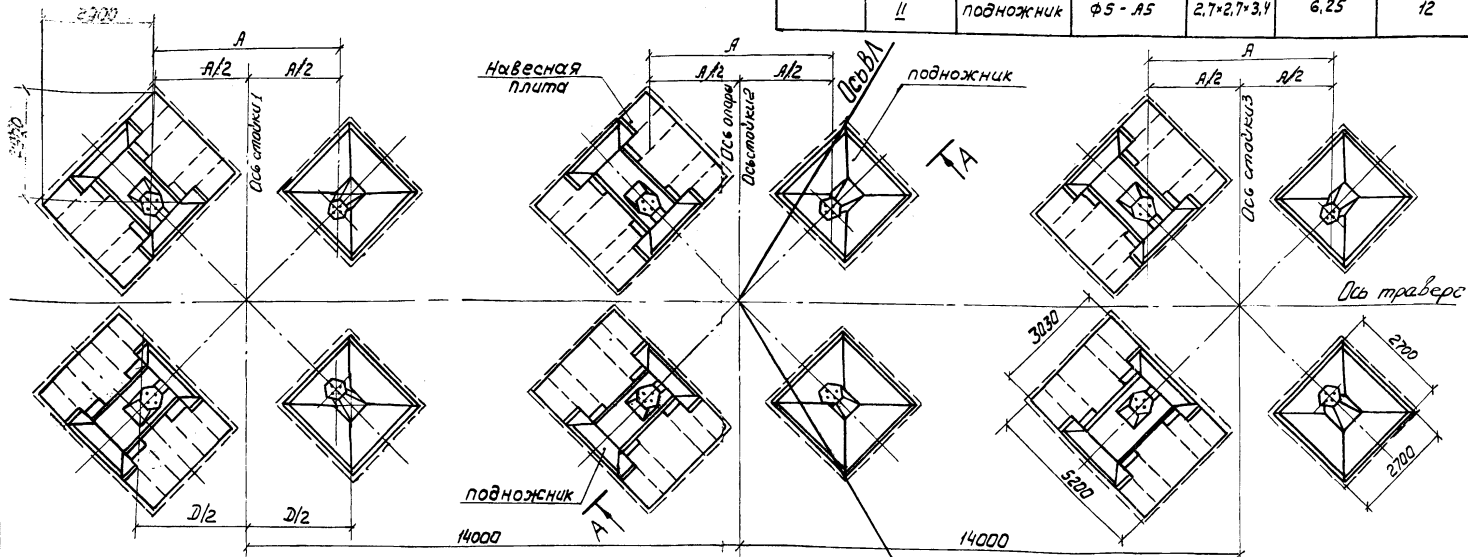 II подножник Ф5 - А5 2,7×2,7×3,4 6,25 12
2900
А
А/2 А/2
Ось стойки 1
Навесная
плита
А
А/2 А/2
Ось опоры
Ось стойки 2
Ось ВЛ
подножник
А
А
А/2 А/2
Ось стойки 3
Ось траверс
3030
2700
2700
5200
подножник
А
D/2 D/2
14000
14000